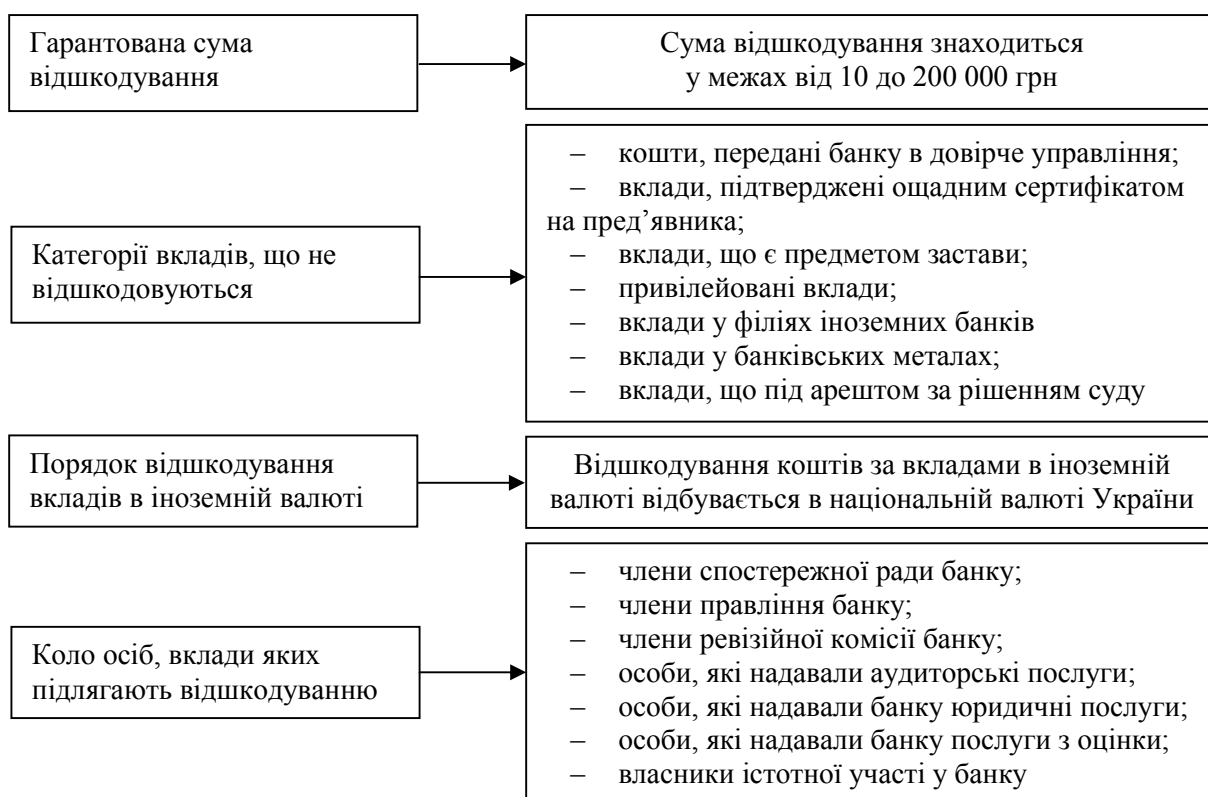 Гарантована сума
відшкодування
Сума відшкодування знаходиться
у межах від 10 до 200 000 грн
Категорії вкладів, що не
відшкодовуються
– кошти, передані банку в довірче управління;
– вклади, підтверджені ощадним сертифікатом
на пред’явника;
– вклади, що є предметом застави;
– привілейовані вклади;
– вклади у філіях іноземних банків
– вклади у банківських металах;
– вклади, що під арештом за рішенням суду
Порядок відшкодування
вкладів в іноземній валюті
Відшкодування коштів за вкладами в іноземній
валюті відбувається в національній валюті України
Коло осіб, вклади яких
підлягають відшкодуванню
– члени спостережної ради банку;
– члени правління банку;
– члени ревізійної комісії банку;
– особи, які надавали аудиторські послуги;
– особи, які надавали банку юридичні послуги;
– особи, які надавали банку послуги з оцінки;
– власники істотної участі у банку